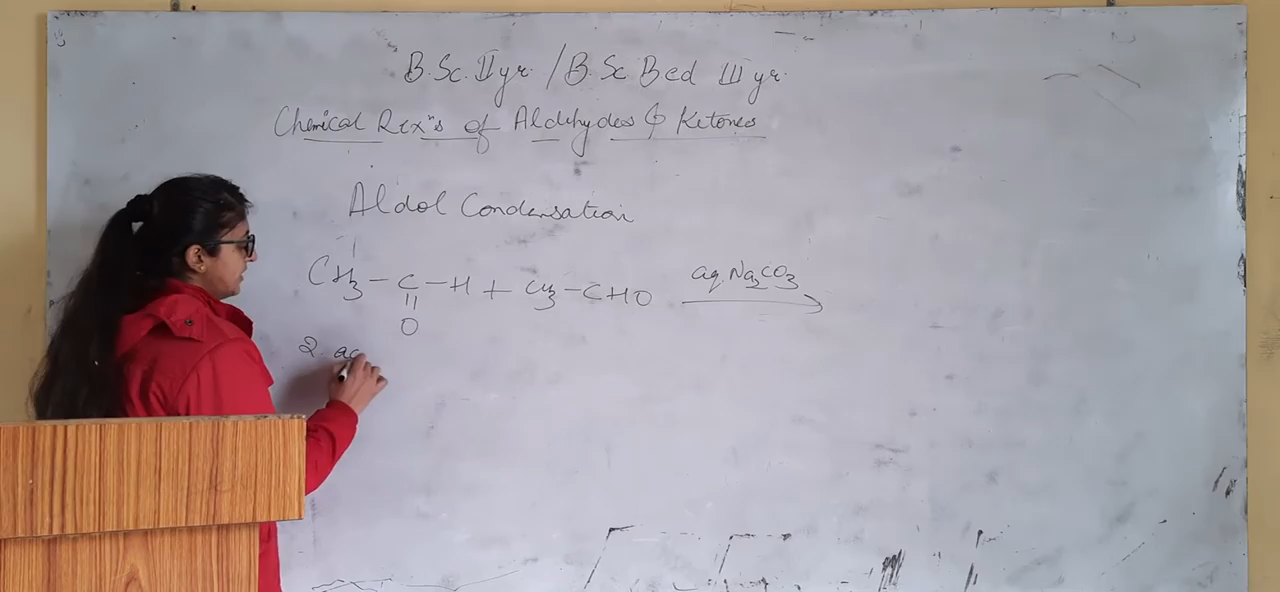 B.Sc. II yr. / B.Sc Bed III yr.
Chemical Rexⁿs of Aldehydes & Ketones
Aldol Condensation
CH₃ – C – H + CH₃ – CHO aq. Na₂CO₃ →
||
O
2. ac